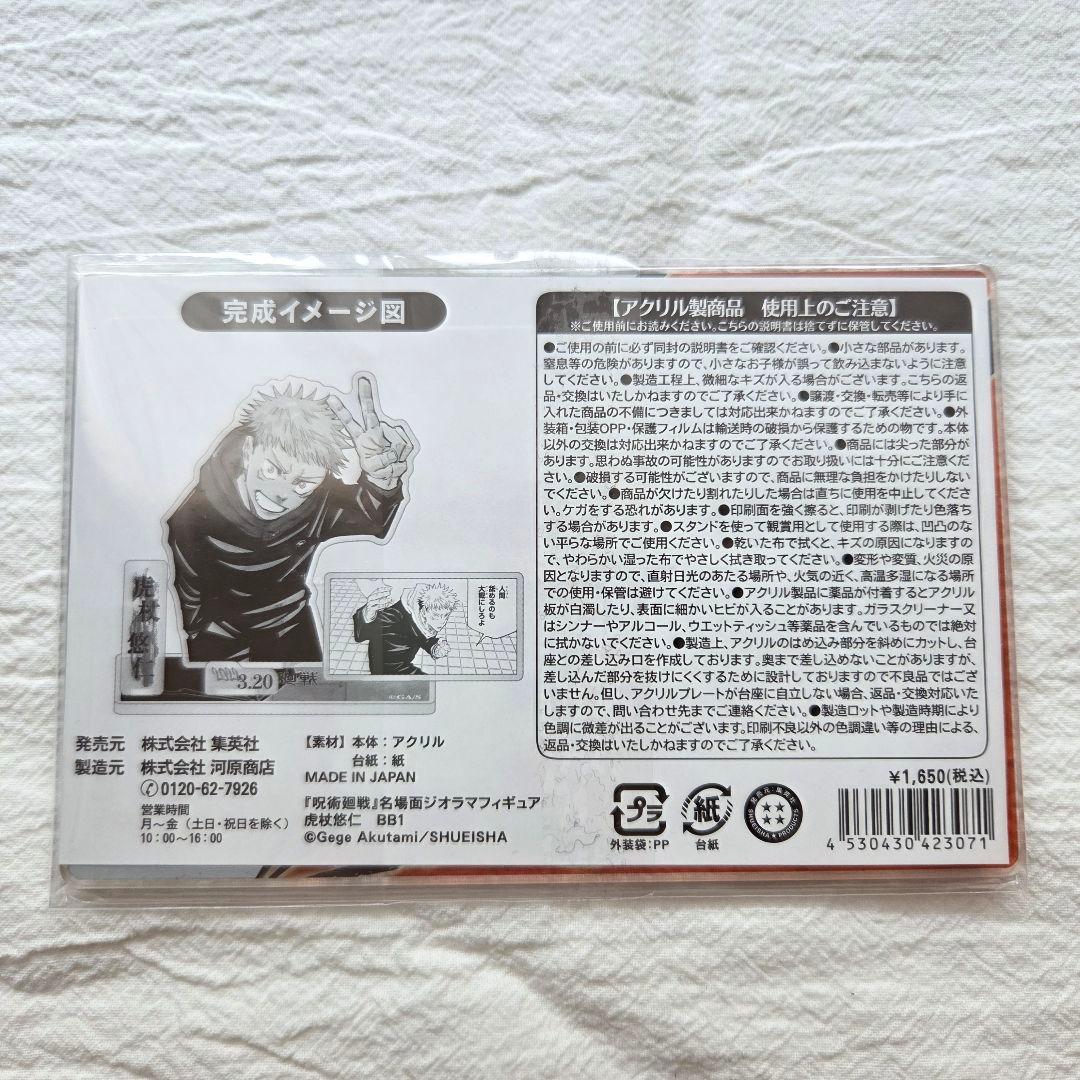 完成イメージ図
虎杖悠仁
3.20
廻戦
©GA/S
人間
舐めるのも
大概にしろよ
発売元 株式会社 集英社
製造元 株式会社 河原商店
0120-62-7926
営業時間
月〜金（土日・祝日を除く）
10：00〜16：00
【素材】本体：アクリル
台紙：紙
MADE IN JAPAN
『呪術廻戦』名場面ジオラマフィギュア
虎杖悠仁 BB1
©Gege Akutami/SHUEISHA
【アクリル製商品 使用上のご注意】
※ご使用前にお読みください。こちらの説明書は捨てずに保管してください。
●ご使用の前に必ず同封の説明書をご確認ください。●小さな部品があります。
窒息等の危険がありますので、小さなお子様が誤って飲み込まないように注意
してください。●製造工程上、微細なキズが入る場合がございます。こちらの返
品・交換はいたしかねますのでご了承ください。●譲渡・交換・転売等により手に
入れた商品の不備につきましては対応出来かねますのでご了承ください。●外
装箱・包装OPP・保護フィルムは輸送時の破損から保護するための物です。本体
以外の交換は対応出来かねますのでご了承ください。●商品には尖った部分が
あります。思わぬ事故の可能性がありますのでお取り扱いには十分にご注意くだ
さい。●破損する可能性がございますので、商品に無理な負担をかけたりしない
でください。●商品が欠けたり割れたりした場合は直ちに使用を中止してくださ
い。ケガをする恐れがあります。●印刷面を強く擦ると、印刷が剥げたり色落ち
する場合があります。●スタンドを使って観賞用として使用する際は、凹凸のな
い平らな場所でご使用ください。●乾いた布で拭くと、キズの原因になりますの
で、やわらかい湿った布でやさしく拭き取ってください。●変形や変質、火災の原
因となりますので、直射日光のあたる場所や、火気の近く、高温多湿になる場所
での使用・保管は避けてください。●アクリル製品に薬品が付着するとアクリル
板が白濁したり、表面に細かいヒビが入ることがあります。ガラスクリーナー又
はシンナーやアルコール、ウエットティッシュ等薬品を含んでいるものでは絶対
に拭かないでください。●製造上、アクリルのはめ込み部分を斜めにカットし、台
座との差し込み口を作成しております。奥まで差し込めないことがありますが、
差し込んだ部分を抜けにくくするために設計しておりますので不良品ではござ
いません。但し、アクリルプレートが台座に自立しない場合、返品・交換対応いた
しますので、問い合わせ先までご連絡ください。●製造ロットや製造時期により
色調に微差が出ることがございます。印刷不良以外の色調違い等の理由による、
返品・交換はいたしかねますのでご了承ください。
¥1,650(税込)
プラ
外装袋：PP
紙
台紙
発売元：集英社
SHUEISHA PRODUCTS
4 530430 423071